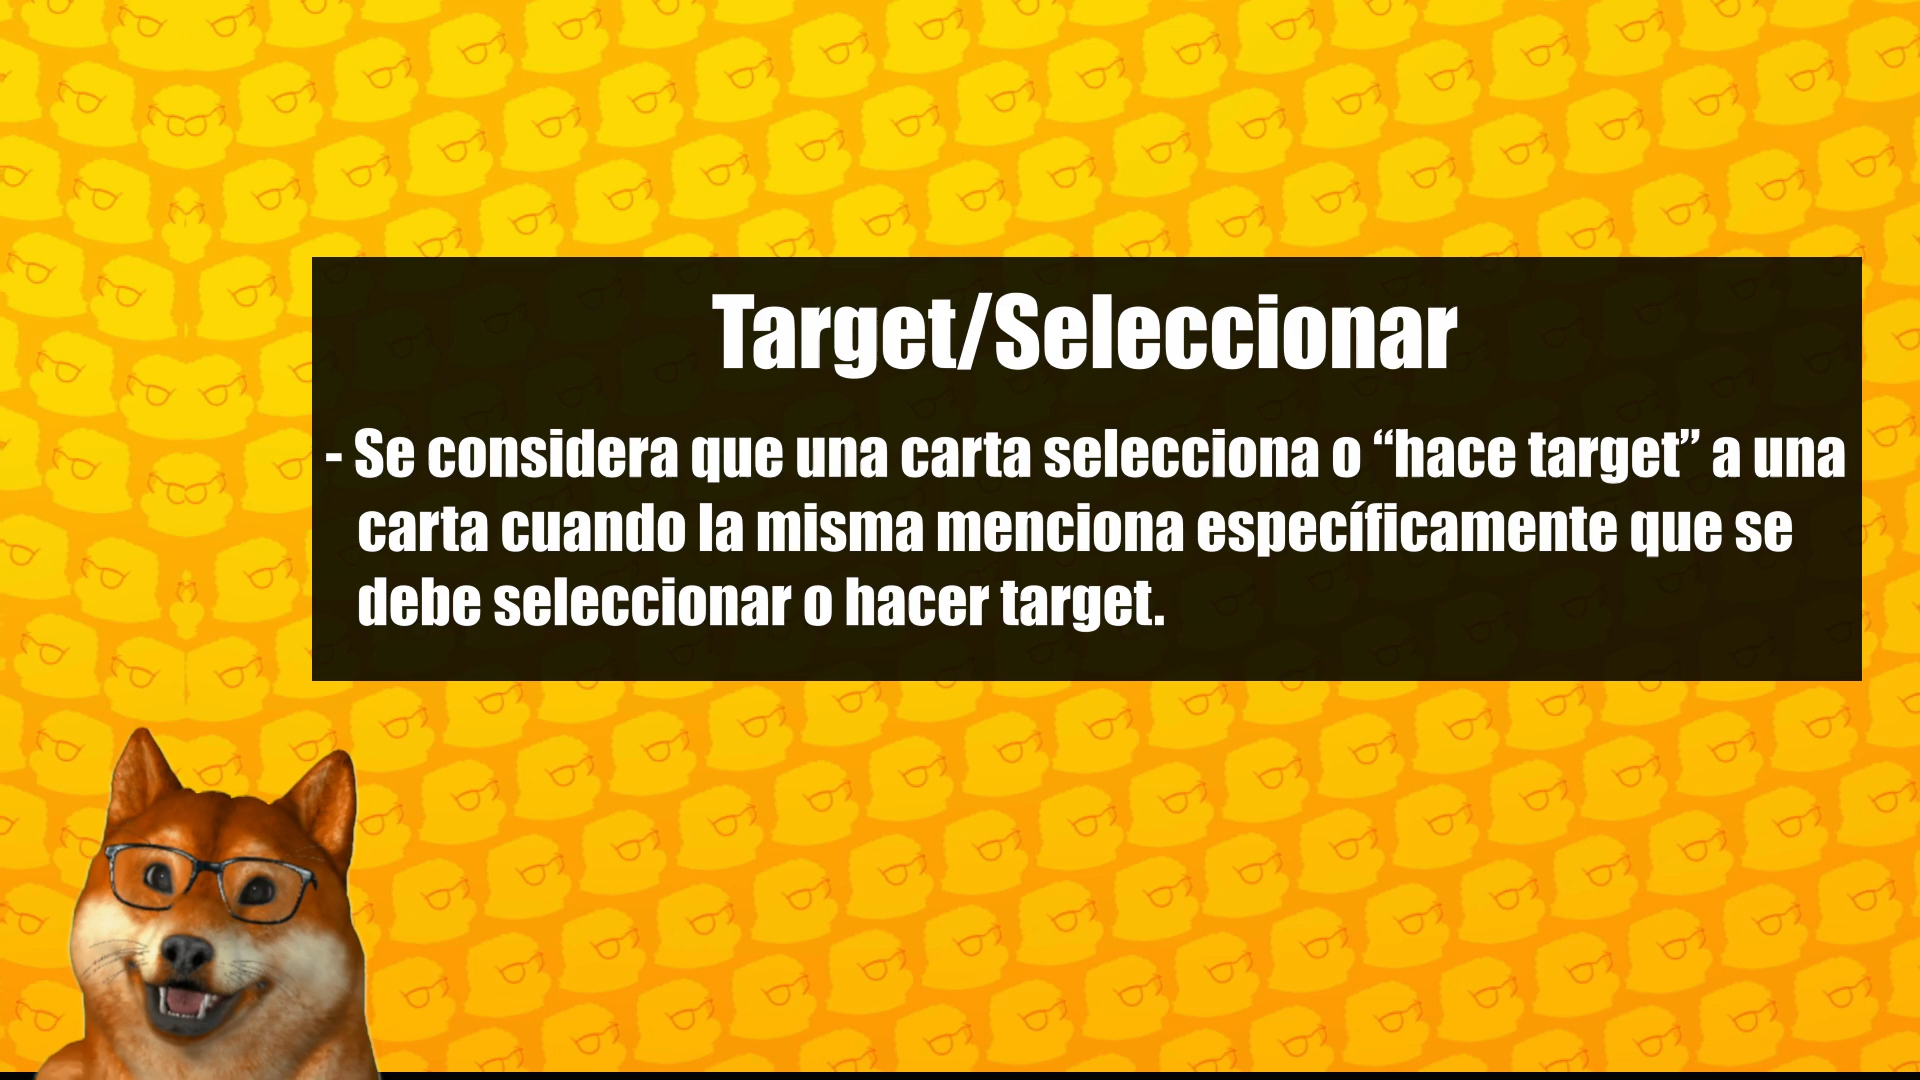 Target/Seleccionar
- Se considera que una carta selecciona o “hace target” a una
carta cuando la misma menciona específicamente que se
debe seleccionar o hacer target.